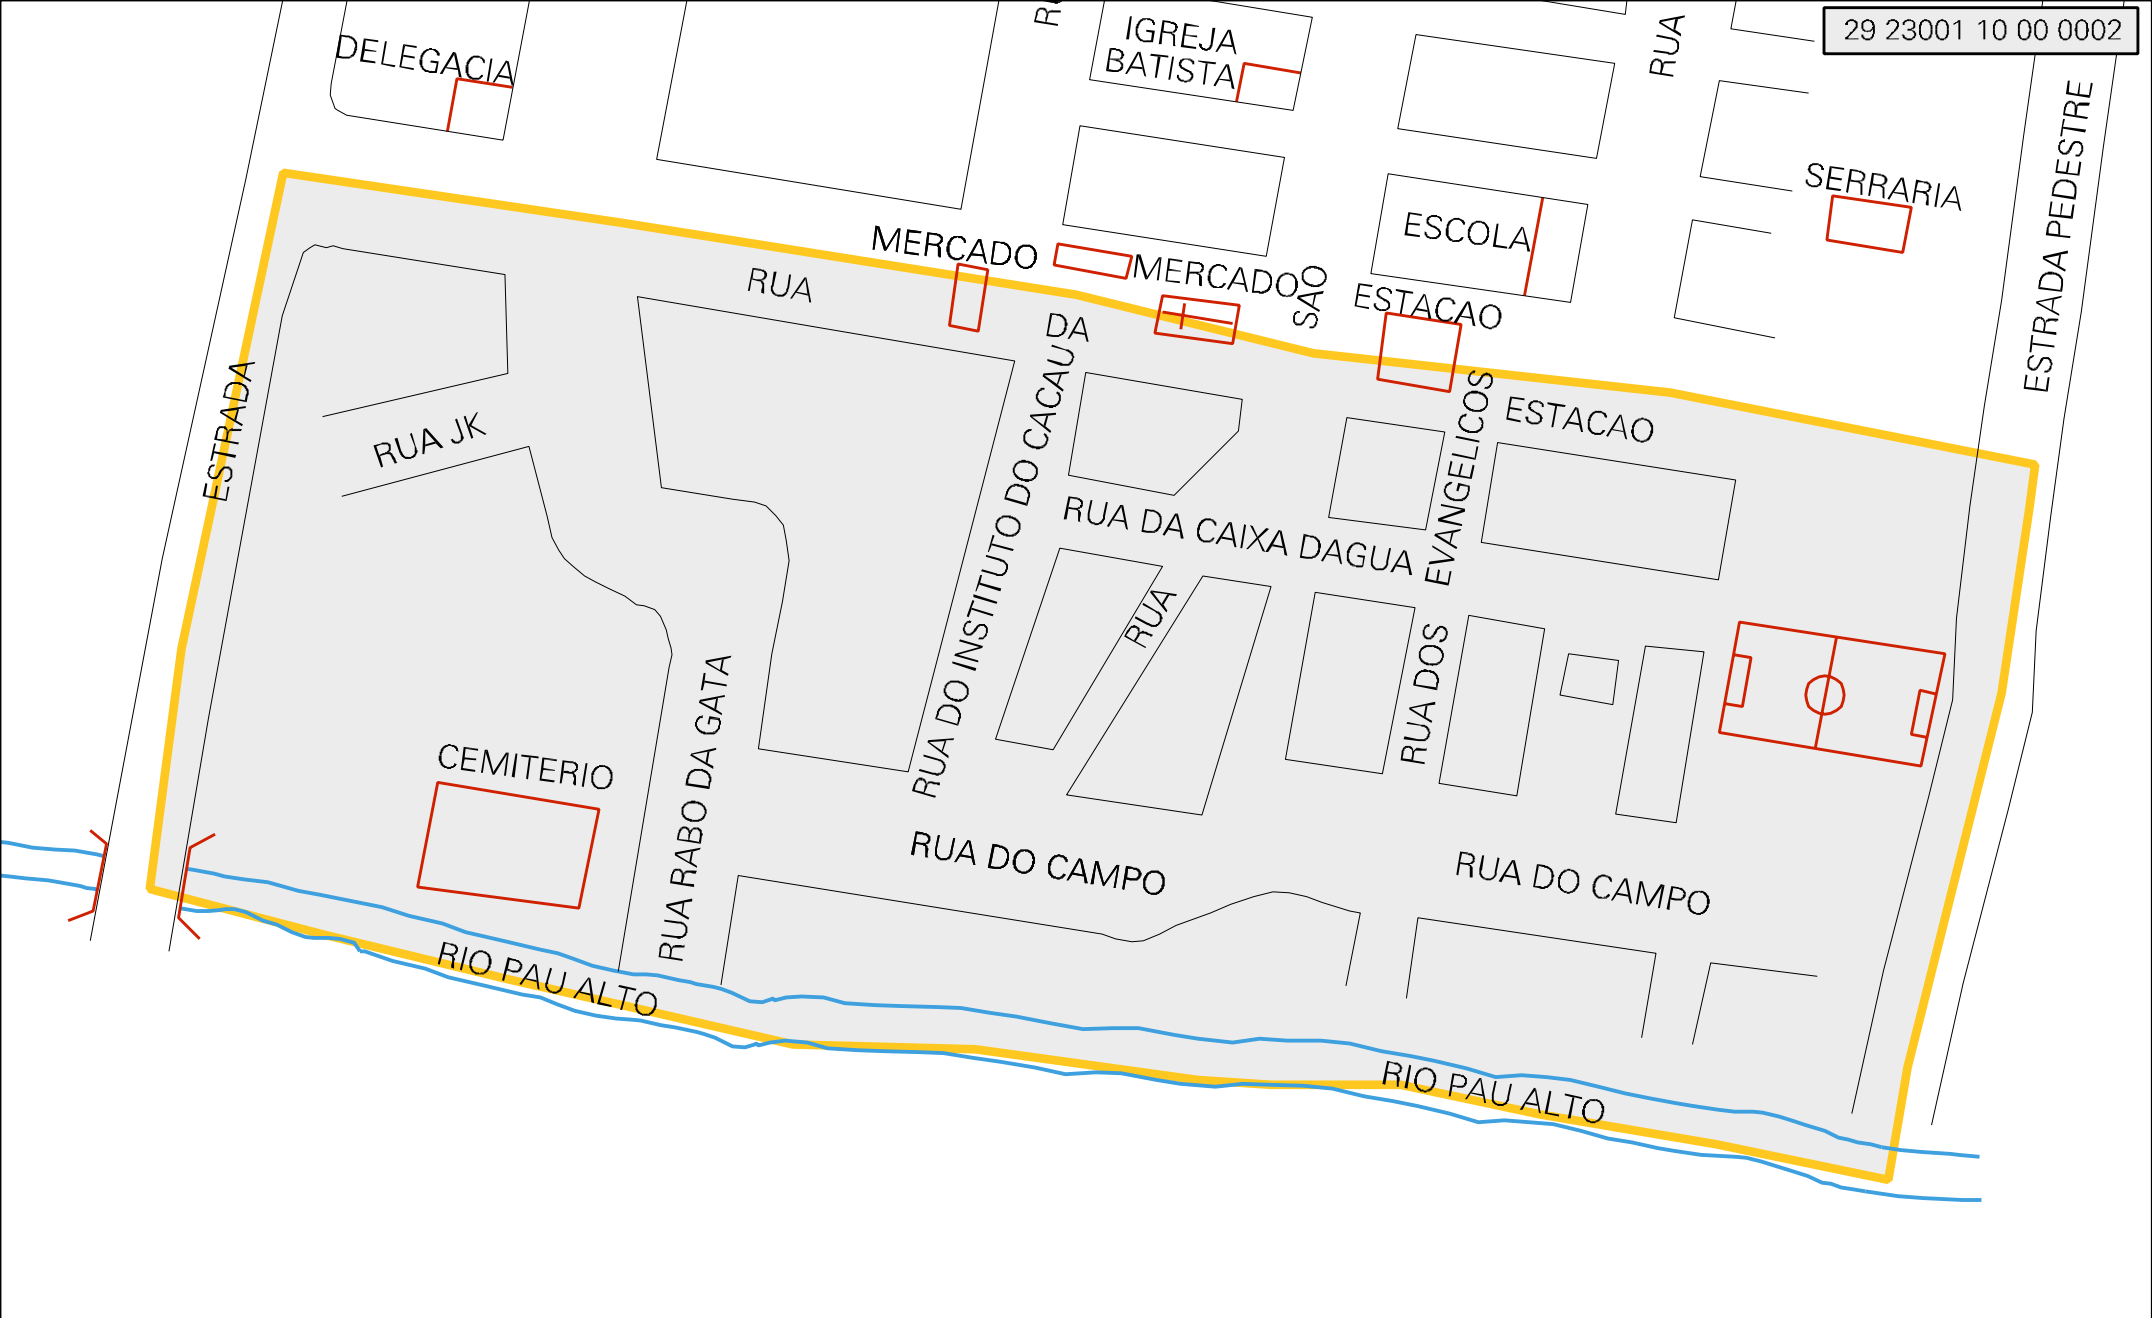 29 23001 10 00 0002
DELEGACIA
IGREJA
BATISTA
RUA
ESTRADA PEDESTRE
SERRARIA
ESCOLA
MERCADO
MERCADO
SAO
ESTACAO
RUA
DA
ESTACAO
ESTRADA
RUA JK
RUA DO INSTITUTO DO CACAU
EVANGELICOS
RUA DA CAIXA DAGUA
RUA
RUA DOS
RUA RABO DA GATA
CEMITERIO
RUA DO CAMPO
RUA DO CAMPO
RIO PAU ALTO
RIO PAU ALTO